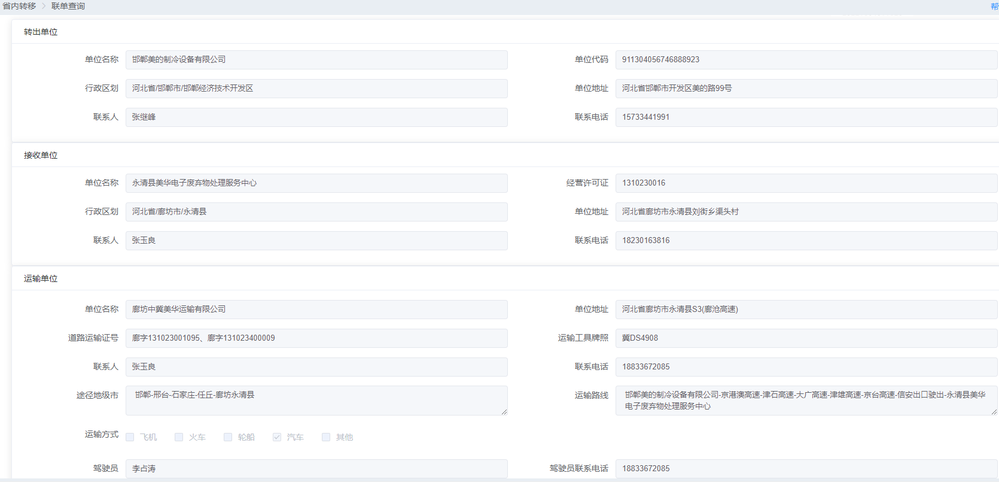 省内转移 > 联单查询 帮
转出单位
单位名称 邯郸美的制冷设备有限公司 单位代码 911304056746888923
行政区划 河北省/邯郸市/邯郸经济技术开发区 单位地址 河北省邯郸市开发区美的路99号
联系人 张继峰 联系电话 15733441991
接收单位
单位名称 永清县美华电子废弃物处理服务中心 经营许可证 1310230016
行政区划 河北省/廊坊市/永清县 单位地址 河北省廊坊市永清县刘街乡渠头村
联系人 张玉良 联系电话 18230163816
运输单位
单位名称 廊坊中冀美华运输有限公司 单位地址 河北省廊坊市永清县S3(廊沧高速)
道路运输证号 廊字131023001095、廊字131023400009 运输工具牌照 冀DS4908
联系人 张玉良 联系电话 18833672085
途径地级市 邯郸-邢台-石家庄-任丘-廊坊永清县 运输路线 邯郸美的制冷设备有限公司-京港澳高速-津石高速-大广高速-津雄高速-京台高速-信安出口驶出-永清县美华
电子废弃物处理服务中心
运输方式 飞机 火车 轮船 汽车 其他
驾驶员 李占涛 驾驶员联系电话 18833672085